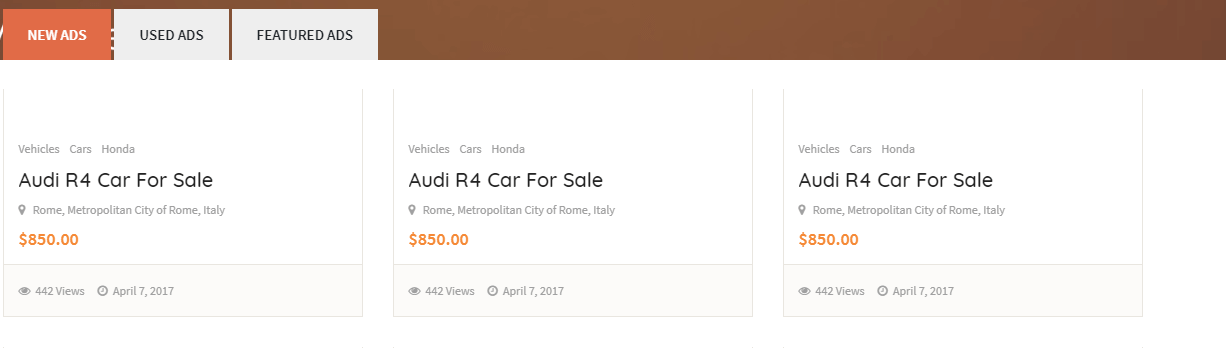 NEW ADS USED ADS FEATURED ADS
Vehicles Cars Honda
Audi R4 Car For Sale
Rome, Metropolitan City of Rome, Italy
$850.00
442 Views April 7, 2017
Vehicles Cars Honda
Audi R4 Car For Sale
Rome, Metropolitan City of Rome, Italy
$850.00
442 Views April 7, 2017
Vehicles Cars Honda
Audi R4 Car For Sale
Rome, Metropolitan City of Rome, Italy
$850.00
442 Views April 7, 2017